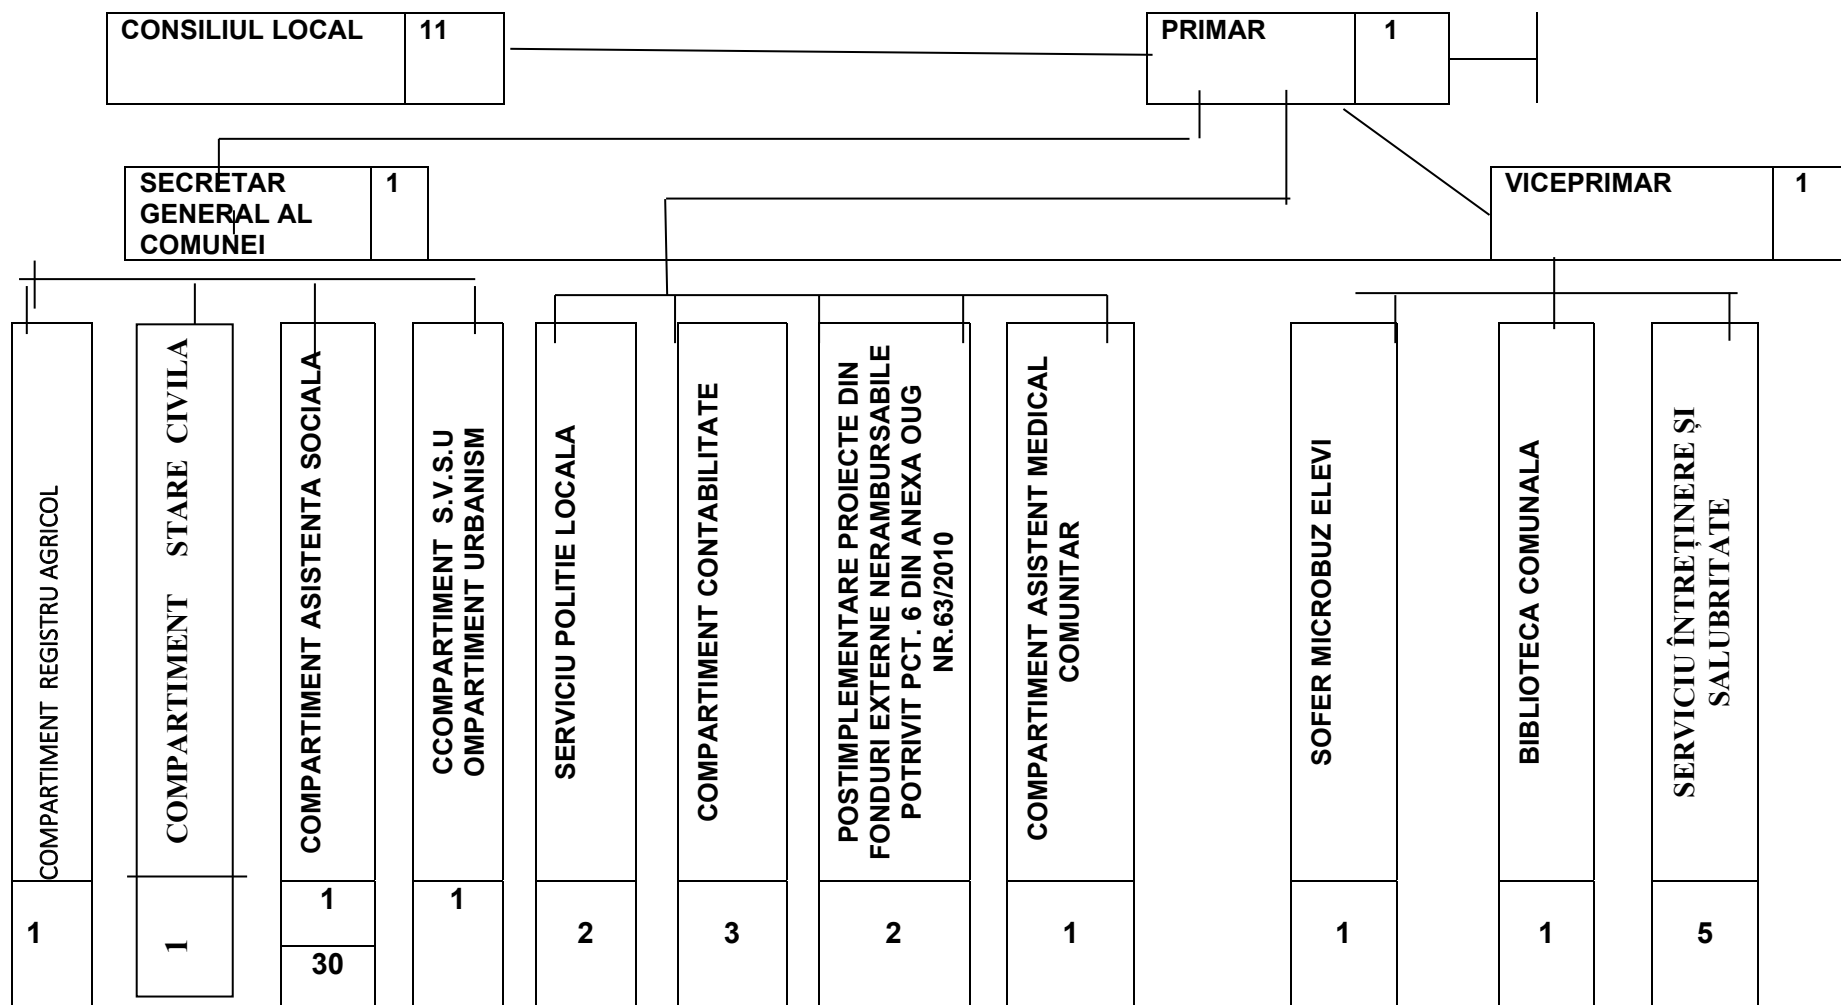 CONSILIUL LOCAL 11
PRIMAR 1
SECRETAR 1
GENERAL AL
COMUNEI
VICEPRIMAR 1
COMPARTIMENT REGISTRU AGRICOL
1
COMPARTIMENT STARE CIVILA
1
COMPARTIMENT ASISTENTA SOCIALA
1
30
CCOMPARTIMENT S.V.S.U
OMPARTIMENT URBANISM
1
SERVICIU POLITIE LOCALA
2
COMPARTIMENT CONTABILITATE
3
POSTIMPLEMENTARE PROIECTE DIN
FONDURI EXTERNE NERAMBURSABILE
POTRIVIT PCT. 6 DIN ANEXA OUG
NR.63/2010
2
COMPARTIMENT ASISTENT MEDICAL
COMUNITAR
1
SOFER MICROBUZ ELEVI
1
BIBLIOTECA COMUNALA
1
SERVICIU ÎNTREȚINERE ȘI
SALUBRITATE
5